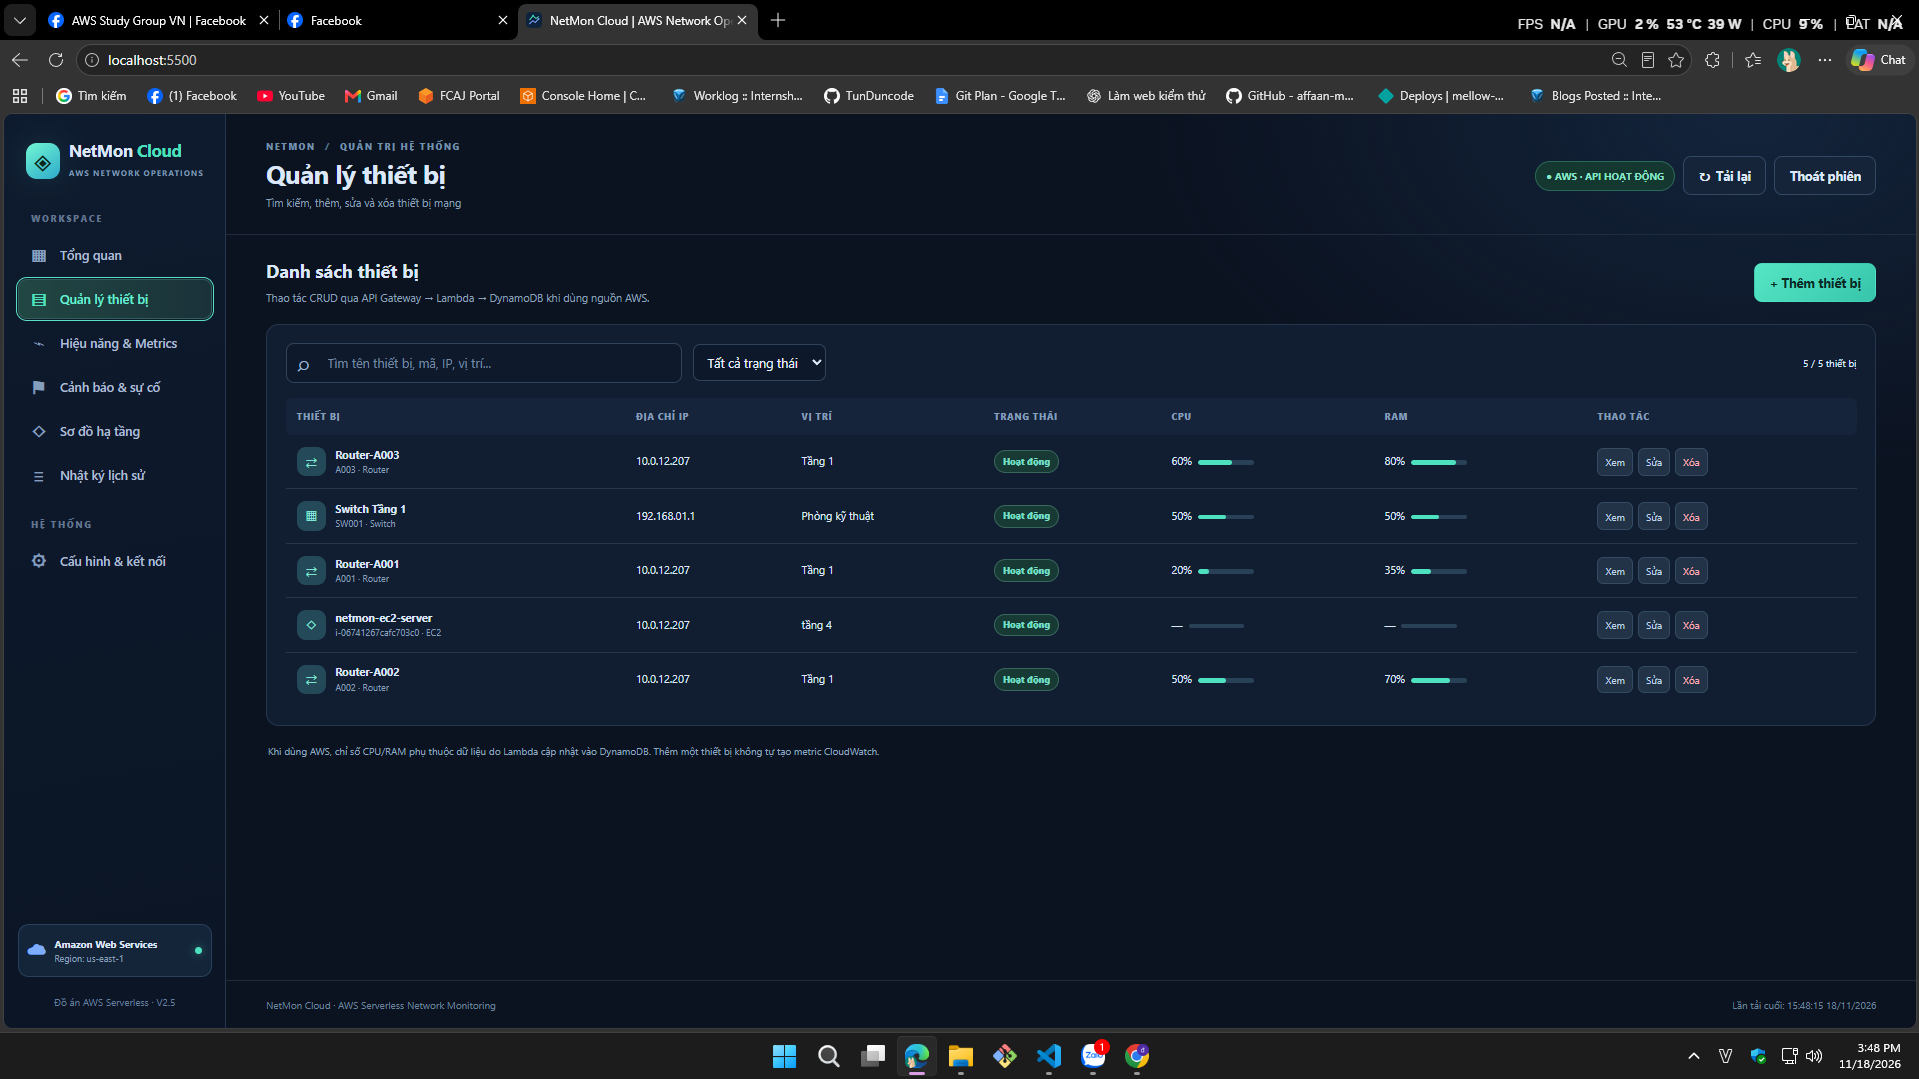 AWS Study Group VN | Facebook
Facebook
NetMon Cloud | AWS Network Op
FPS N/A | GPU 2 % 53 °C 39 W | CPU 9 % | BAT N/A
localhost:5500
Chat
Tìm kiếm
(1) Facebook
YouTube
Gmail
FCAJ Portal
Console Home | C...
Worklog :: Internsh...
TunDuncode
Git Plan - Google T...
Làm web kiểm thử
GitHub - affaan-m...
Deploys | mellow-...
Blogs Posted :: Inte...
NetMon Cloud
AWS NETWORK OPERATIONS
WORKSPACE
Tổng quan
Quản lý thiết bị
Hiệu năng & Metrics
Cảnh báo & sự cố
Sơ đồ hạ tầng
Nhật ký lịch sử
HỆ THỐNG
Cấu hình & kết nối
Amazon Web Services
Region: us-east-1
Đồ án AWS Serverless · V2.5
NETMON / QUẢN TRỊ HỆ THỐNG
Quản lý thiết bị
Tìm kiếm, thêm, sửa và xóa thiết bị mạng
• AWS · API HOẠT ĐỘNG
↻ Tải lại
Thoát phiên
Danh sách thiết bị
Thao tác CRUD qua API Gateway → Lambda → DynamoDB khi dùng nguồn AWS.
+ Thêm thiết bị
Tìm tên thiết bị, mã, IP, vị trí...
Tất cả trạng thái
5 / 5 thiết bị
THIẾT BỊ ĐỊA CHỈ IP VỊ TRÍ TRẠNG THÁI CPU RAM THAO TÁC
Router-A003
A003 · Router
10.0.12.207 Tầng 1 Hoạt động 60% 80% Xem Sửa Xóa
Switch Tầng 1
SW001 · Switch
192.168.01.1 Phòng kỹ thuật Hoạt động 50% 50% Xem Sửa Xóa
Router-A001
A001 · Router
10.0.12.207 Tầng 1 Hoạt động 20% 35% Xem Sửa Xóa
netmon-ec2-server
i-06741267cafc703c0 · EC2
10.0.12.207 tầng 4 Hoạt động — — Xem Sửa Xóa
Router-A002
A002 · Router
10.0.12.207 Tầng 1 Hoạt động 50% 70% Xem Sửa Xóa
Khi dùng AWS, chỉ số CPU/RAM phụ thuộc dữ liệu do Lambda cập nhật vào DynamoDB. Thêm một thiết bị không tự tạo metric CloudWatch.
NetMon Cloud · AWS Serverless Network Monitoring
Lần tải cuối: 15:48:15 18/11/2026
Zalo
1
V
3:48 PM
11/18/2026